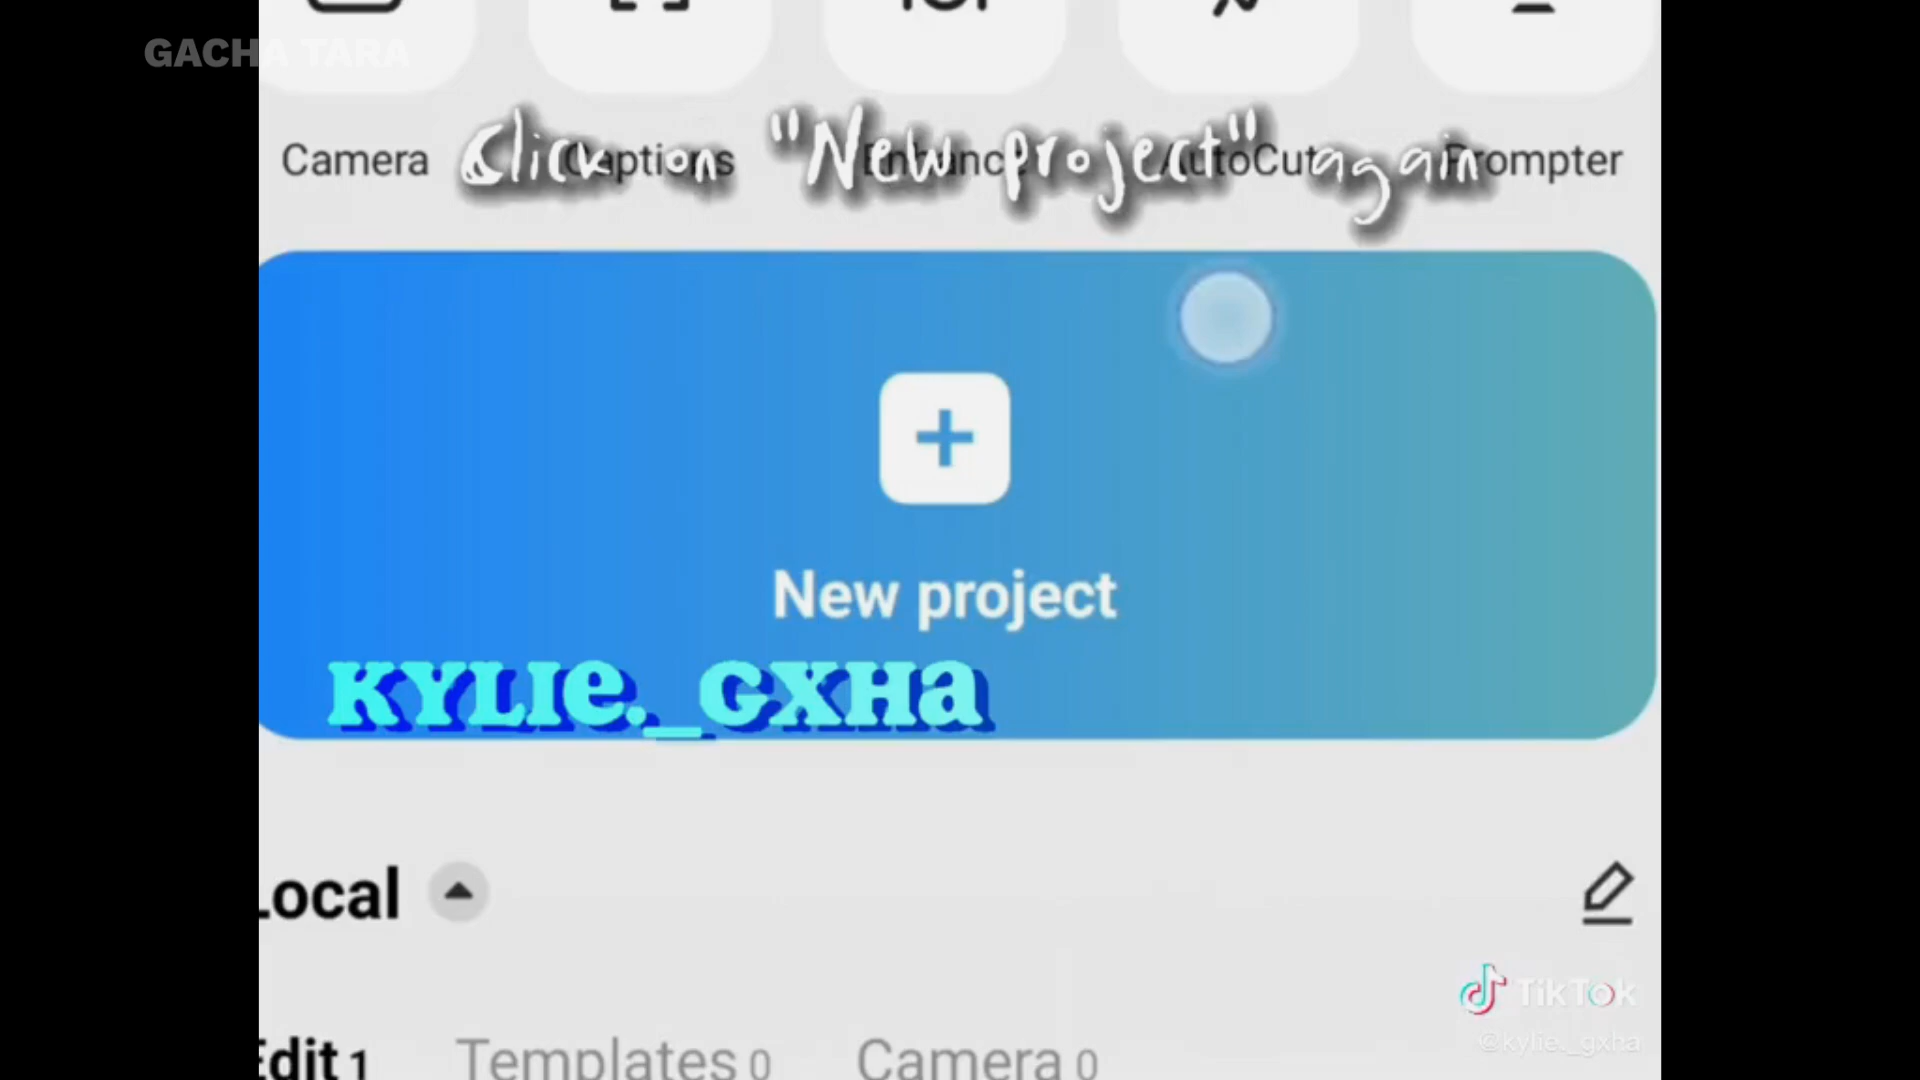 GACHA TARA
Click on "New project" again
Camera Captions Enhance AutoCut Prompter
New project
KYLIE._GXHA
Local
Edit 1 Templates 0 Camera 0
TikTok
@kylie._gxha